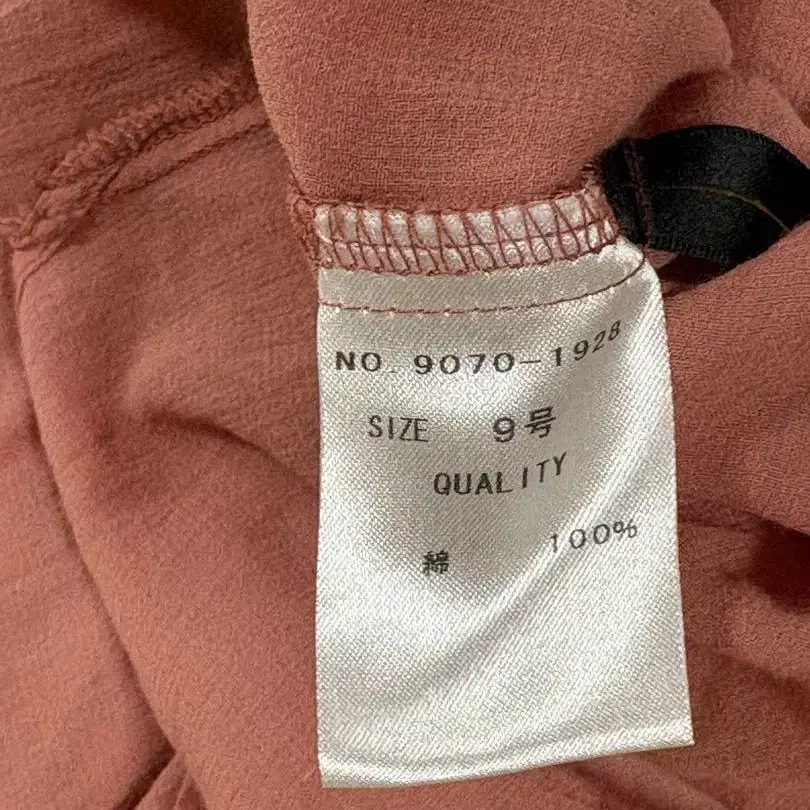 NO. 9070-1928
SIZE 9号
QUALITY
綿 100%